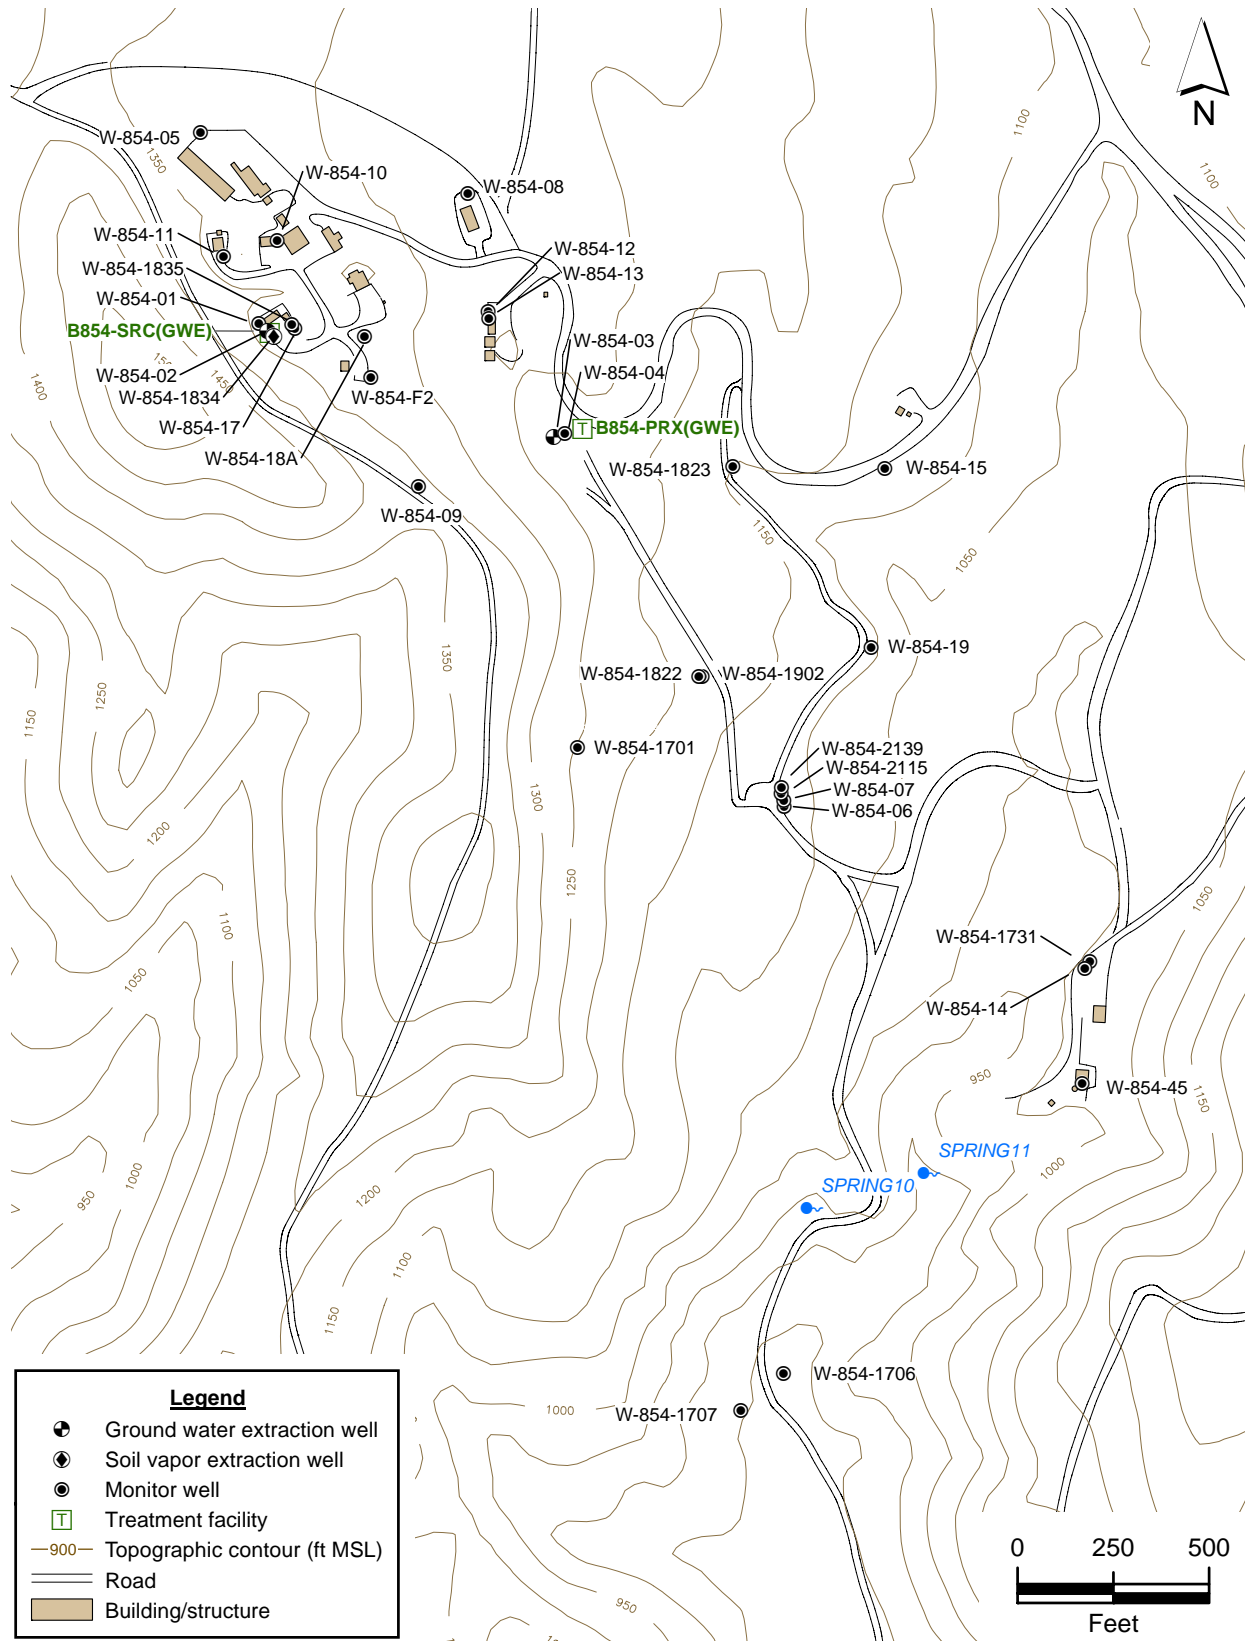 1100
N
W-854-05
1350
W-854-10
W-854-08
1100
W-854-11
W-854-12
W-854-1835
W-854-13
W-854-01
B854-SRC(GWE)
W-854-03
W-854-02
1450
1400
W-854-04
W-854-1834
W-854-F2
W-854-17
T
B854-PRX(GWE)
W-854-18A
W-854-1823
W-854-15
W-854-09
1150
1050
W-854-19
1350
W-854-1822
W-854-1902
1250
1150
W-854-1701
W-854-2139
W-854-2115
1300
W-854-07
W-854-06
1200
1250
1050
1100
W-854-1731
1050
W-854-14
950
W-854-45
1150
SPRING11
1000
1000
950
1200
SPRING10
1100
1150
W-854-1706
1000
W-854-1707
Legend
Ground water extraction well
Soil vapor extraction well
Monitor well
T
Treatment facility
900
Topographic contour (ft MSL)
Road
Building/structure
0
250
500
Feet
950